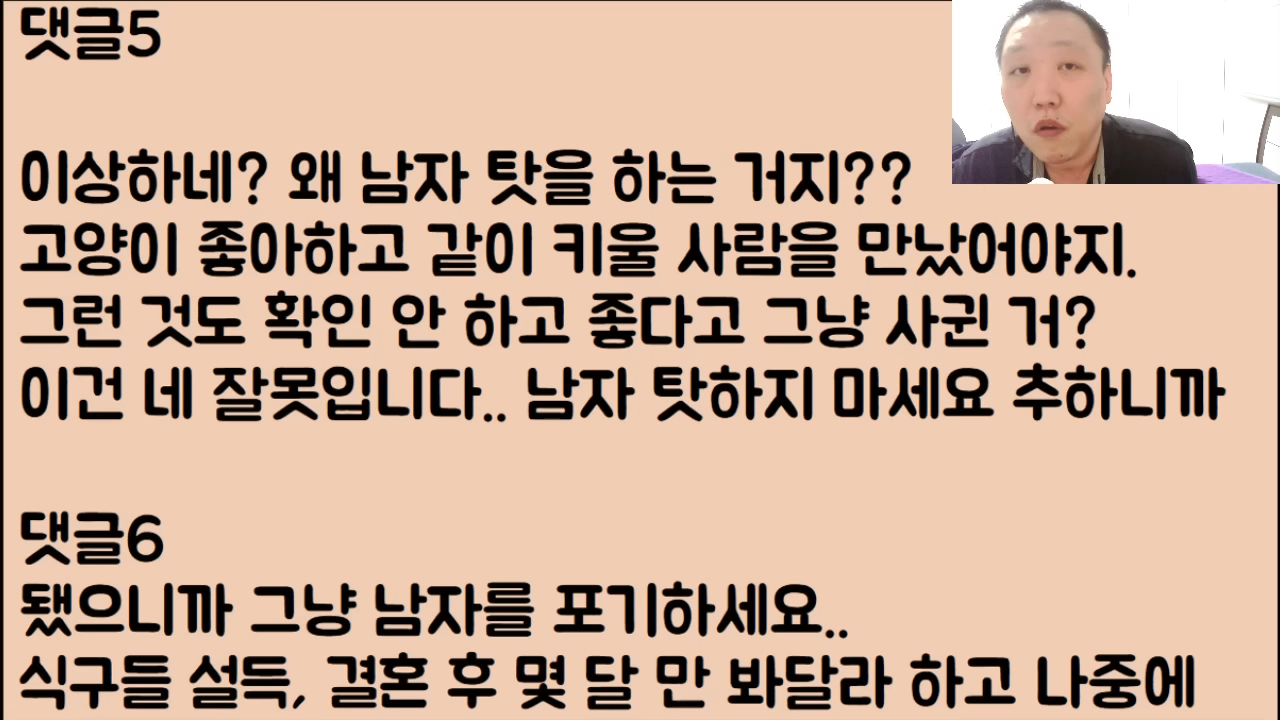 댓글5
이상하네? 왜 남자 탓을 하는 거지??
고양이 좋아하고 같이 키울 사람을 만났어야지.
그런 것도 확인 안 하고 좋다고 그냥 사귄 거?
이건 네 잘못입니다.. 남자 탓하지 마세요 추하니까
댓글6
됐으니까 그냥 남자를 포기하세요..
식구들 설득, 결혼 후 몇 달 만 봐달라 하고 나중에